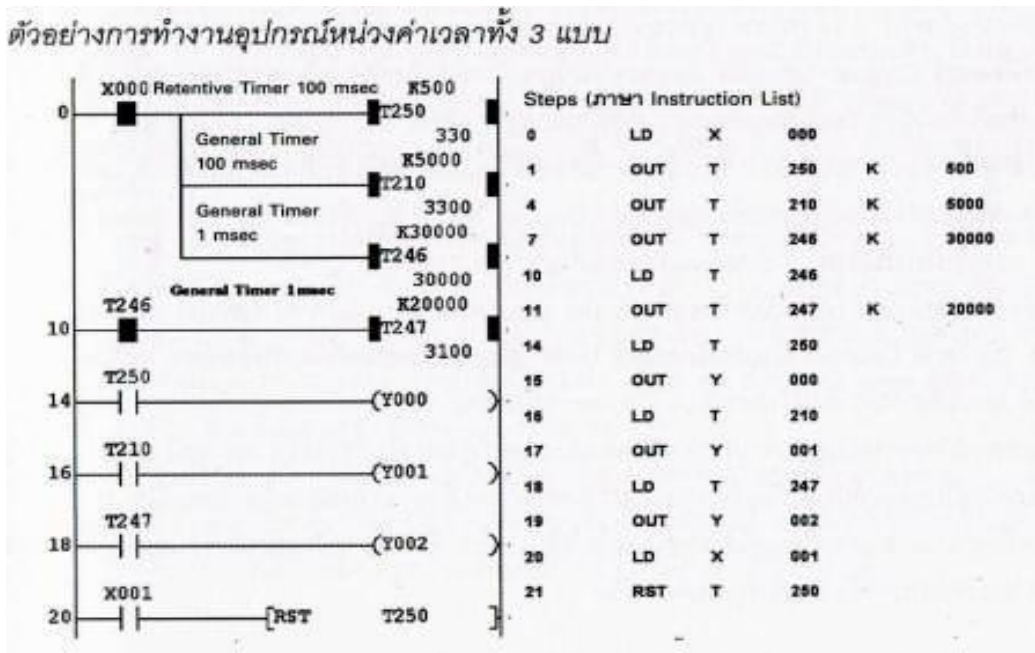 ตัวอย่างการทำงานอุปกรณ์หน่วงค่าเวลาทั้ง 3 แบบ
X000 Retentive Timer 100 msec K500
0 T250
330
General Timer
100 msec
K5000
T210
3300
General Timer
1 msec
K30000
T246
30000
General Timer 1msec
T246 K20000
10 T247
3100
T250
14 (Y000 )
T210
16 (Y001 )
T247
18 (Y002 )
X001
20 [RST T250 ]
Steps (ภาษา Instruction List)
0 LD X 000
1 OUT T 250 K 500
4 OUT T 210 K 5000
7 OUT T 246 K 30000
10 LD T 246
11 OUT T 247 K 20000
14 LD T 250
15 OUT Y 000
16 LD T 210
17 OUT Y 001
18 LD T 247
19 OUT Y 002
20 LD X 001
21 RST T 250